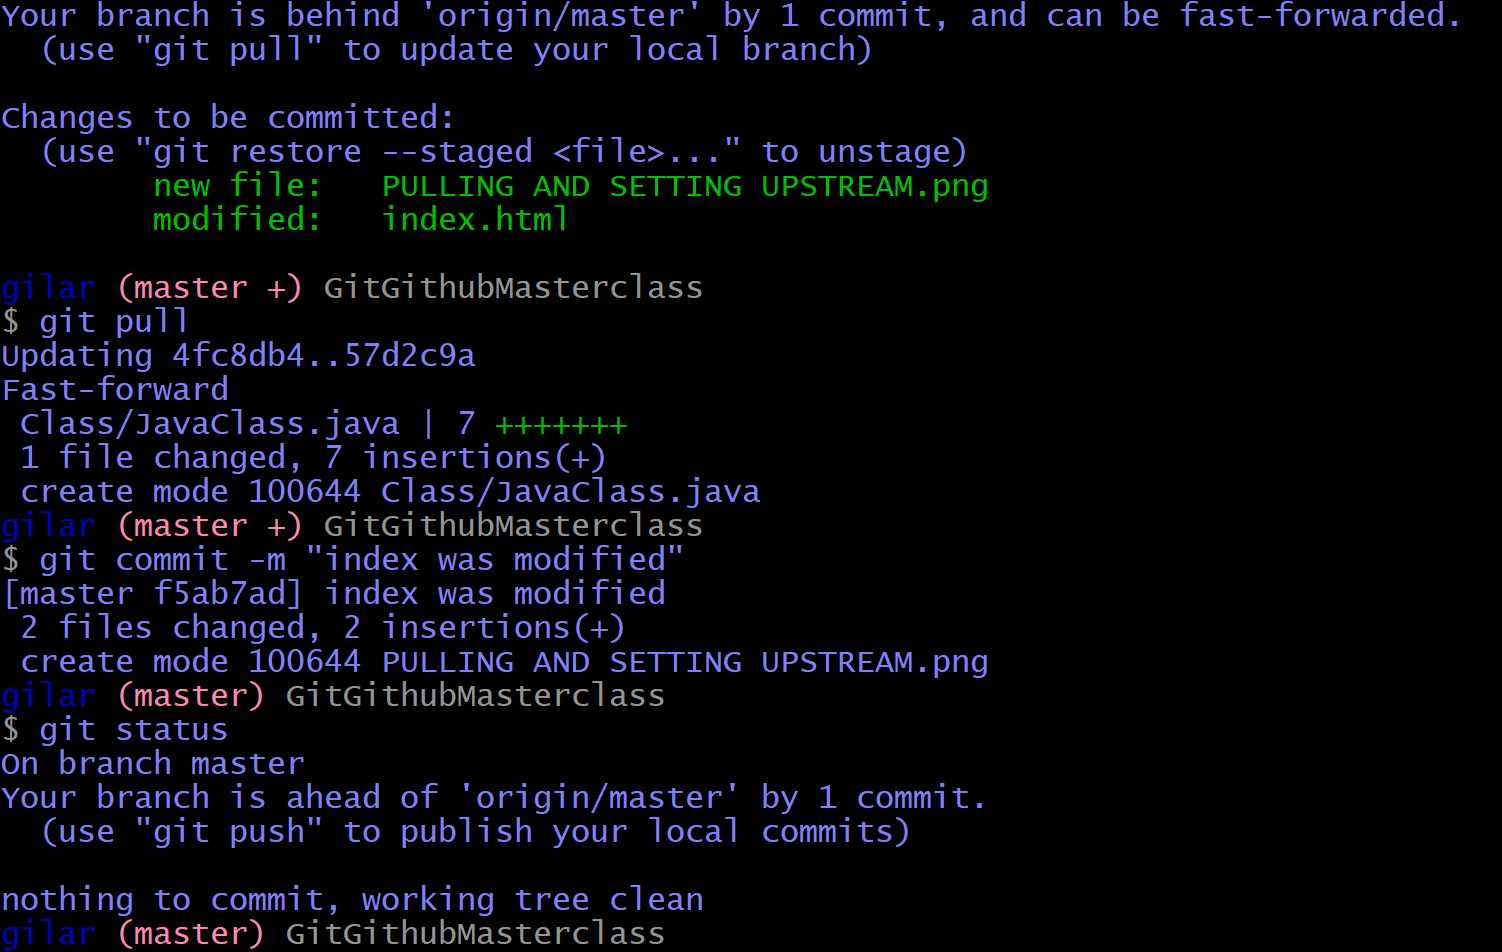 Your branch is behind 'origin/master' by 1 commit, and can be fast-forwarded.
  (use "git pull" to update your local branch)

Changes to be committed:
  (use "git restore --staged <file>..." to unstage)
        new file:   PULLING AND SETTING UPSTREAM.png
        modified:   index.html

gilar (master +) GitGithubMasterclass
$ git pull
Updating 4fc8db4..57d2c9a
Fast-forward
 Class/JavaClass.java | 7 +++++++
 1 file changed, 7 insertions(+)
 create mode 100644 Class/JavaClass.java
gilar (master +) GitGithubMasterclass
$ git commit -m "index was modified"
[master f5ab7ad] index was modified
 2 files changed, 2 insertions(+)
 create mode 100644 PULLING AND SETTING UPSTREAM.png
gilar (master) GitGithubMasterclass
$ git status
On branch master
Your branch is ahead of 'origin/master' by 1 commit.
  (use "git push" to publish your local commits)

nothing to commit, working tree clean
gilar (master) GitGithubMasterclass